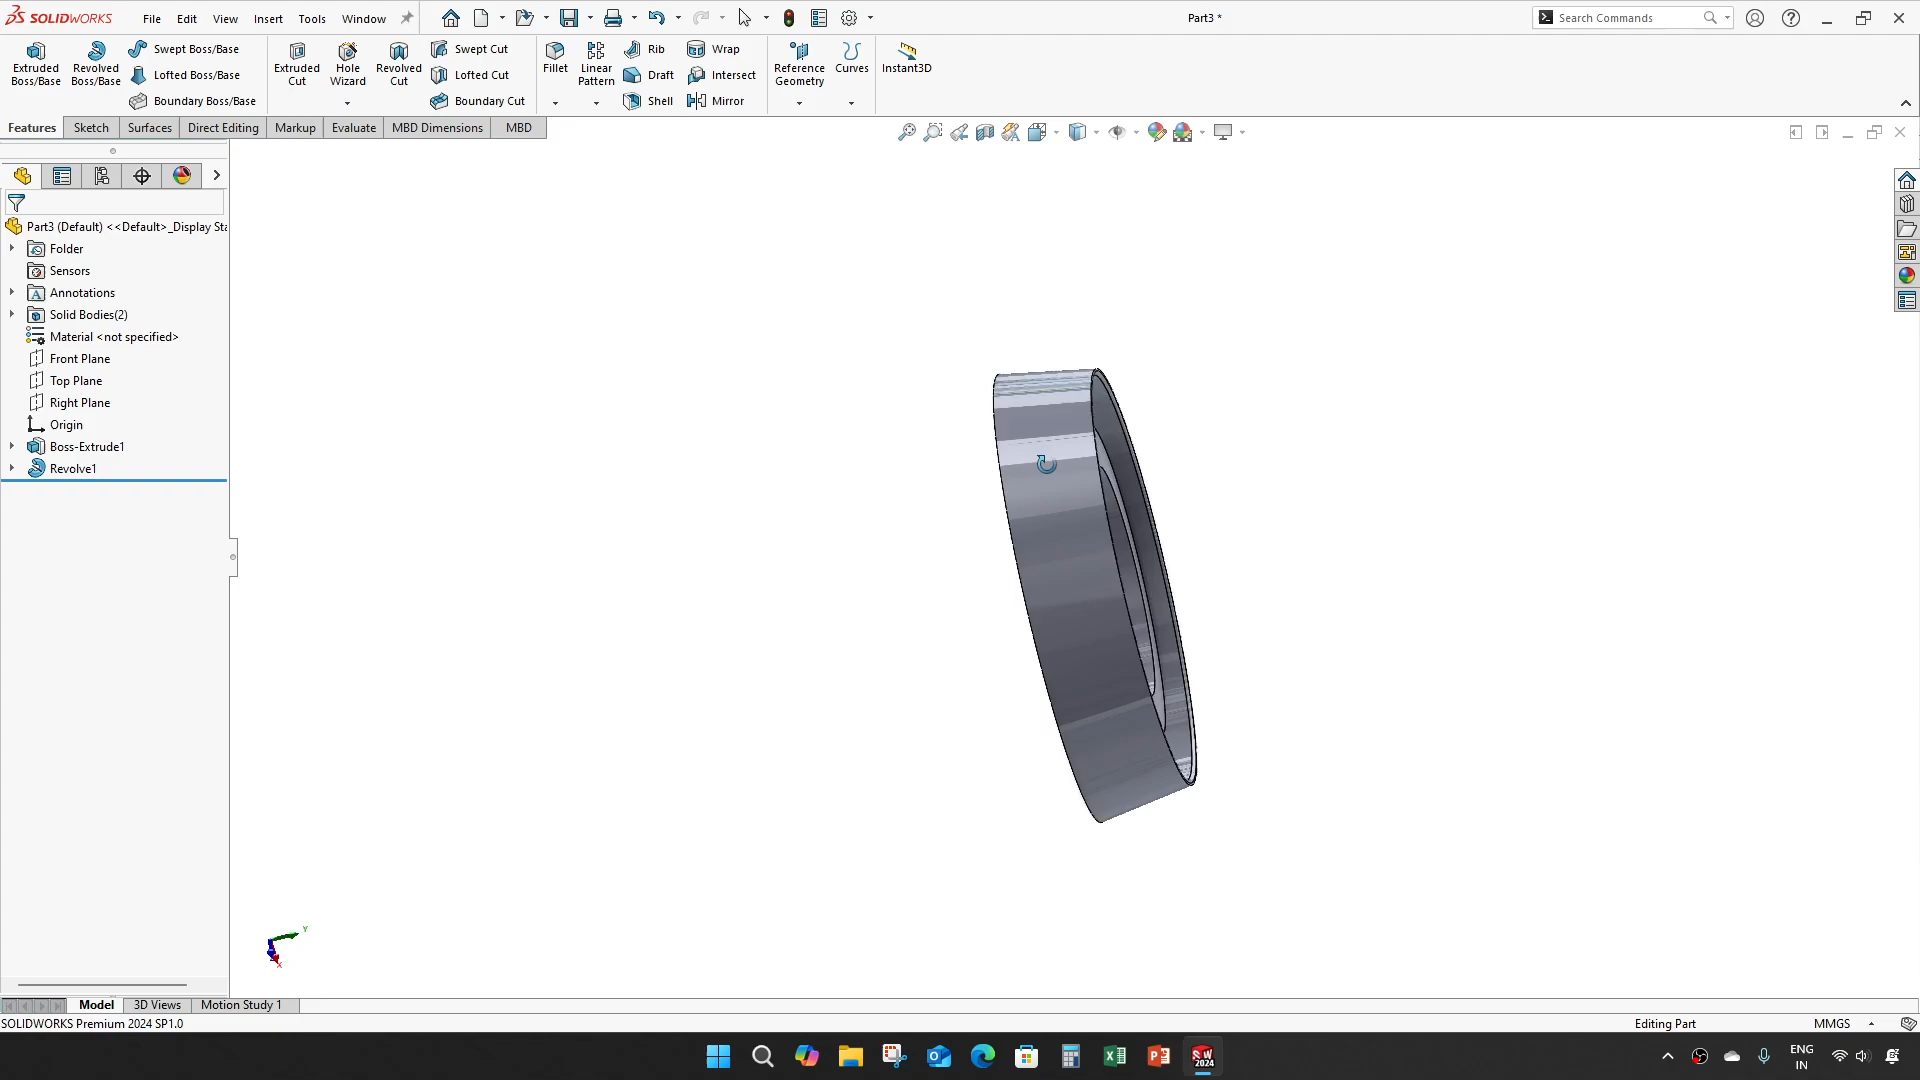 SOLIDWORKS File Edit View Insert Tools Window Part3 * Search Commands
Extruded Boss/Base
Revolved Boss/Base
Swept Boss/Base
Lofted Boss/Base
Boundary Boss/Base
Extruded Cut
Hole Wizard
Revolved Cut
Swept Cut
Lofted Cut
Boundary Cut
Fillet
Linear Pattern
Rib
Draft
Shell
Wrap
Intersect
Mirror
Reference Geometry
Curves
Instant3D
Features Sketch Surfaces Direct Editing Markup Evaluate MBD Dimensions MBD
Part3 (Default) <<Default>_Display Sta
Folder
Sensors
Annotations
Solid Bodies(2)
Material <not specified>
Front Plane
Top Plane
Right Plane
Origin
Boss-Extrude1
Revolve1
Y
Z
X
Model 3D Views Motion Study 1
SOLIDWORKS Premium 2024 SP1.0 Editing Part MMGS
SW 2024
ENG
IN